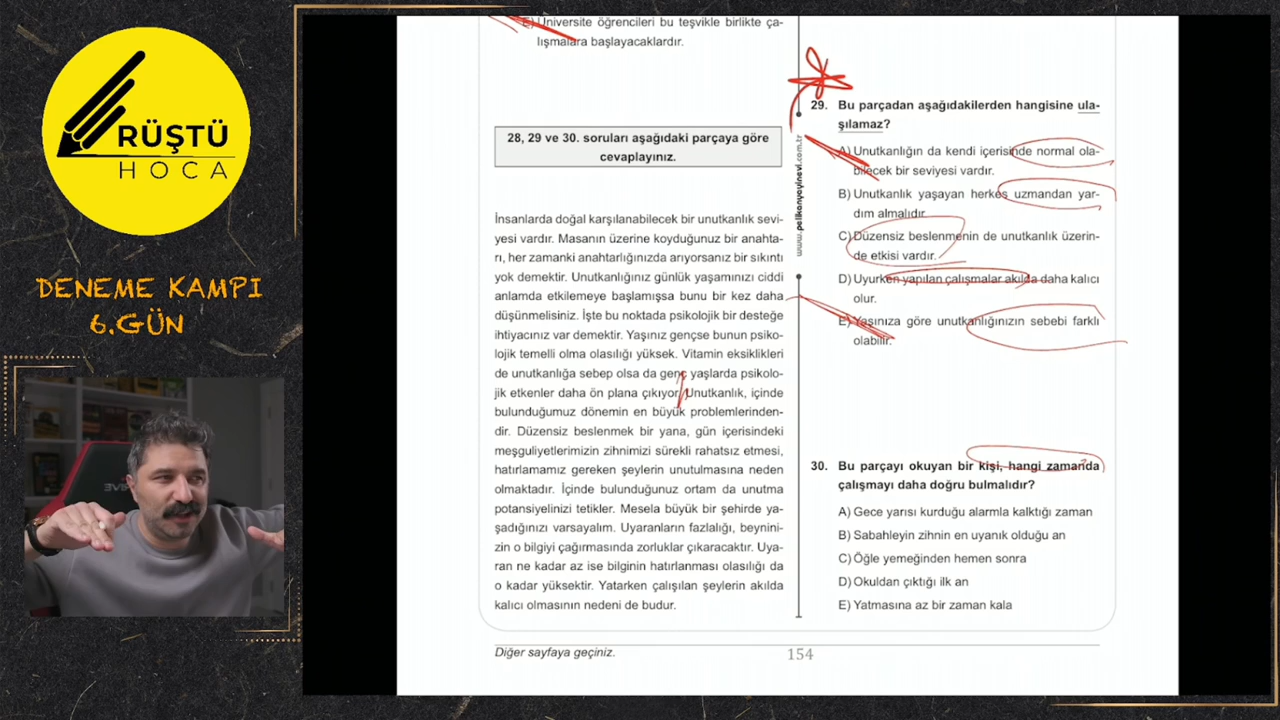 RÜŞTÜ
HOCA
DENEME KAMPI
6.GÜN
E) Üniversite öğrencileri bu teşvikle birlikte ça-
lışmalara başlayacaklardır.
28, 29 ve 30. soruları aşağıdaki parçaya göre
cevaplayınız.
İnsanlarda doğal karşılanabilecek bir unutkanlık sevi-
yesi vardır. Masanın üzerine koyduğunuz bir anahta-
rı, her zamanki anahtarlığınızda arıyorsanız bir sıkıntı
yok demektir. Unutkanlığınız günlük yaşamınızı ciddi
anlamda etkilemeye başlamışsa bunu bir kez daha
düşünmelisiniz. İşte bu noktada psikolojik bir desteğe
ihtiyacınız var demektir. Yaşınız gençse bunun psiko-
lojik temelli olma olasılığı yüksek. Vitamin eksiklikleri
de unutkanlığa sebep olsa da genç yaşlarda psikolo-
jik etkenler daha ön plana çıkıyor. Unutkanlık, içinde
bulunduğumuz dönemin en büyük problemlerinden-
dir. Düzensiz beslenmek bir yana, gün içerisindeki
meşguliyetlerimizin zihnimizi sürekli rahatsız etmesi,
hatırlamamız gereken şeylerin unutulmasına neden
olmaktadır. İçinde bulunduğunuz ortam da unutma
potansiyelinizi tetikler. Mesela büyük bir şehirde ya-
şadığınızı varsayalım. Uyaranların fazlalığı, beynini-
zin o bilgiyi çağırmasında zorluklar çıkaracaktır. Uya-
ran ne kadar az ise bilginin hatırlanması olasılığı da
o kadar yüksektir. Yatarken çalışılan şeylerin akılda
kalıcı olmasının nedeni de budur.
Diğer sayfaya geçiniz.
www.pelikanyayinevi.com.tr
29. Bu parçadan aşağıdakilerden hangisine ula-
şılamaz?
A) Unutkanlığın da kendi içerisinde normal ola-
bilecek bir seviyesi vardır.
B) Unutkanlık yaşayan herkes uzmandan yar-
dım almalıdır.
C) Düzensiz beslenmenin de unutkanlık üzerin-
de etkisi vardır.
D) Uyurken yapılan çalışmalar akılda daha kalıcı
olur.
E) Yaşınıza göre unutkanlığınızın sebebi farklı
olabilir.
30. Bu parçayı okuyan bir kişi, hangi zamanda
çalışmayı daha doğru bulmalıdır?
A) Gece yarısı kurduğu alarmla kalktığı zaman
B) Sabahleyin zihnin en uyanık olduğu an
C) Öğle yemeğinden hemen sonra
D) Okuldan çıktığı ilk an
E) Yatmasına az bir zaman kala
154